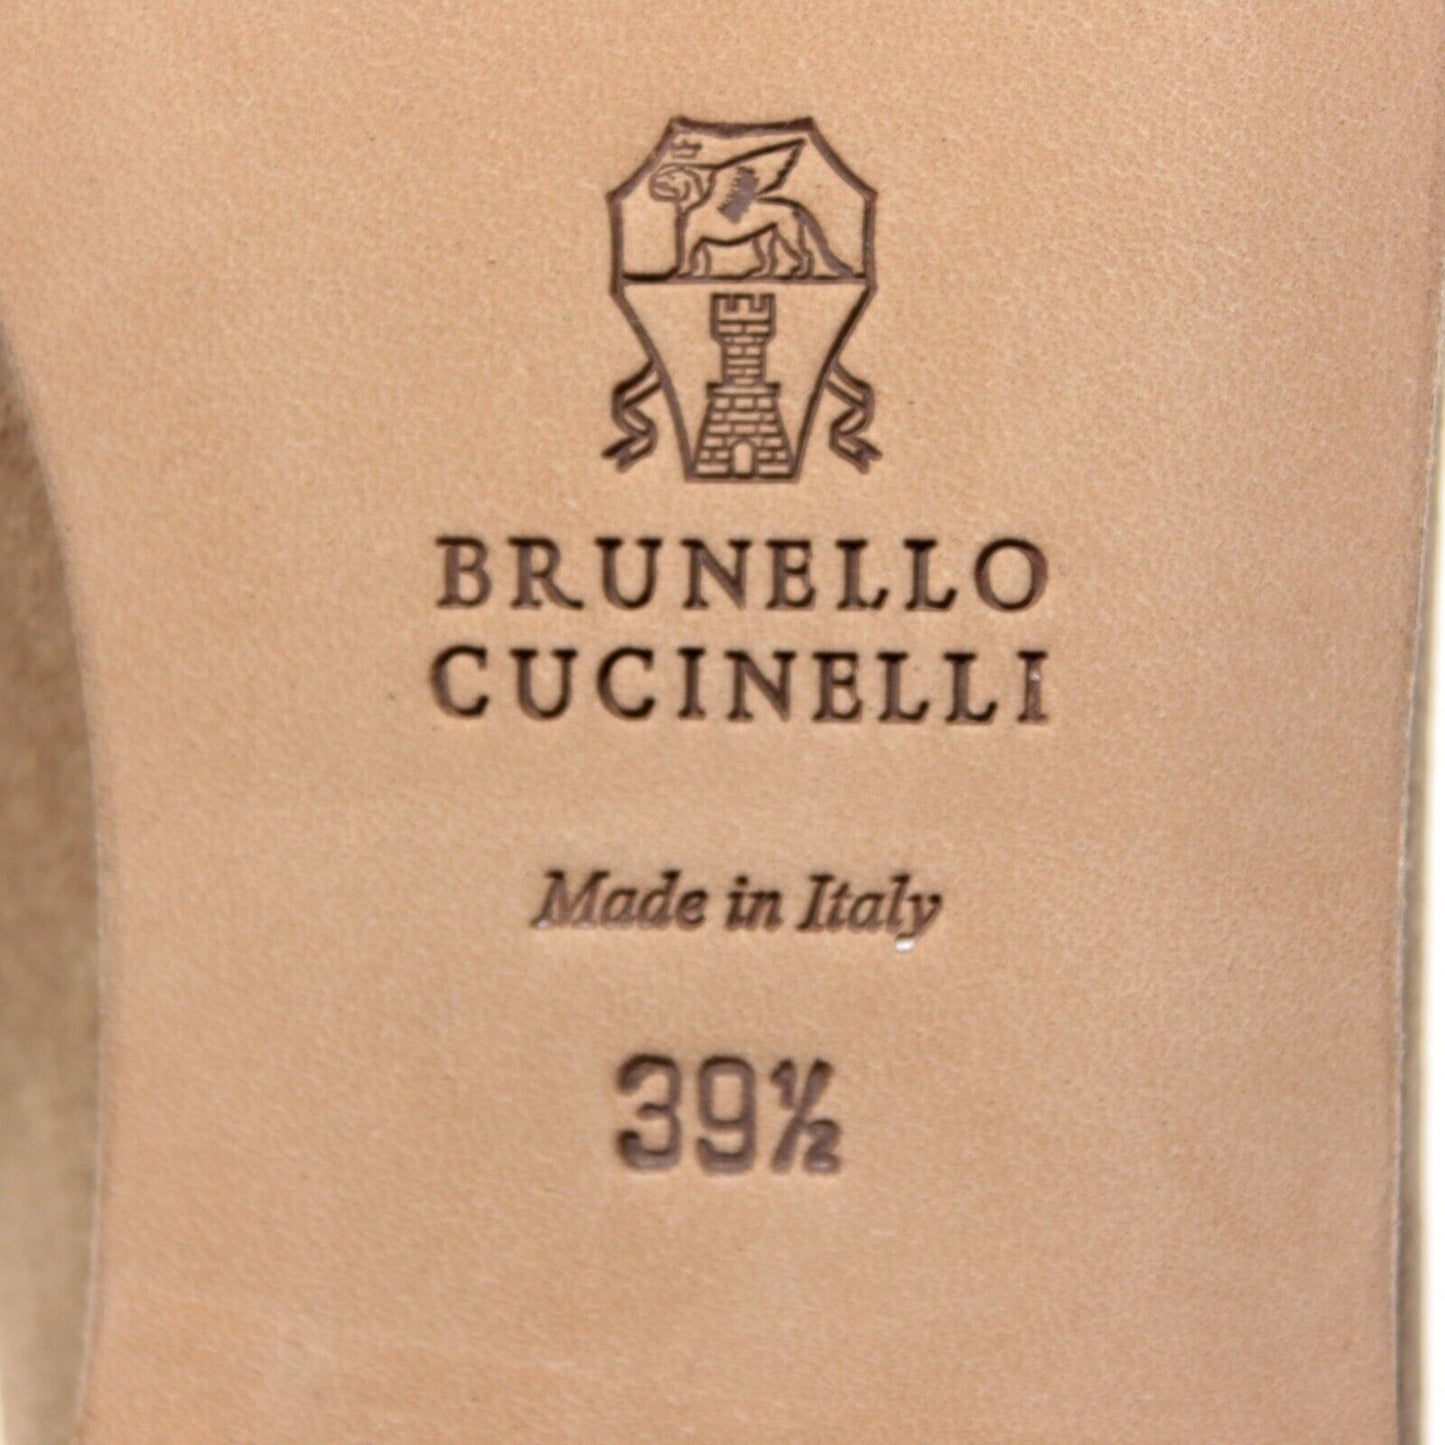 BRUNELLO
CUCINELLI
Made in Italy
39½